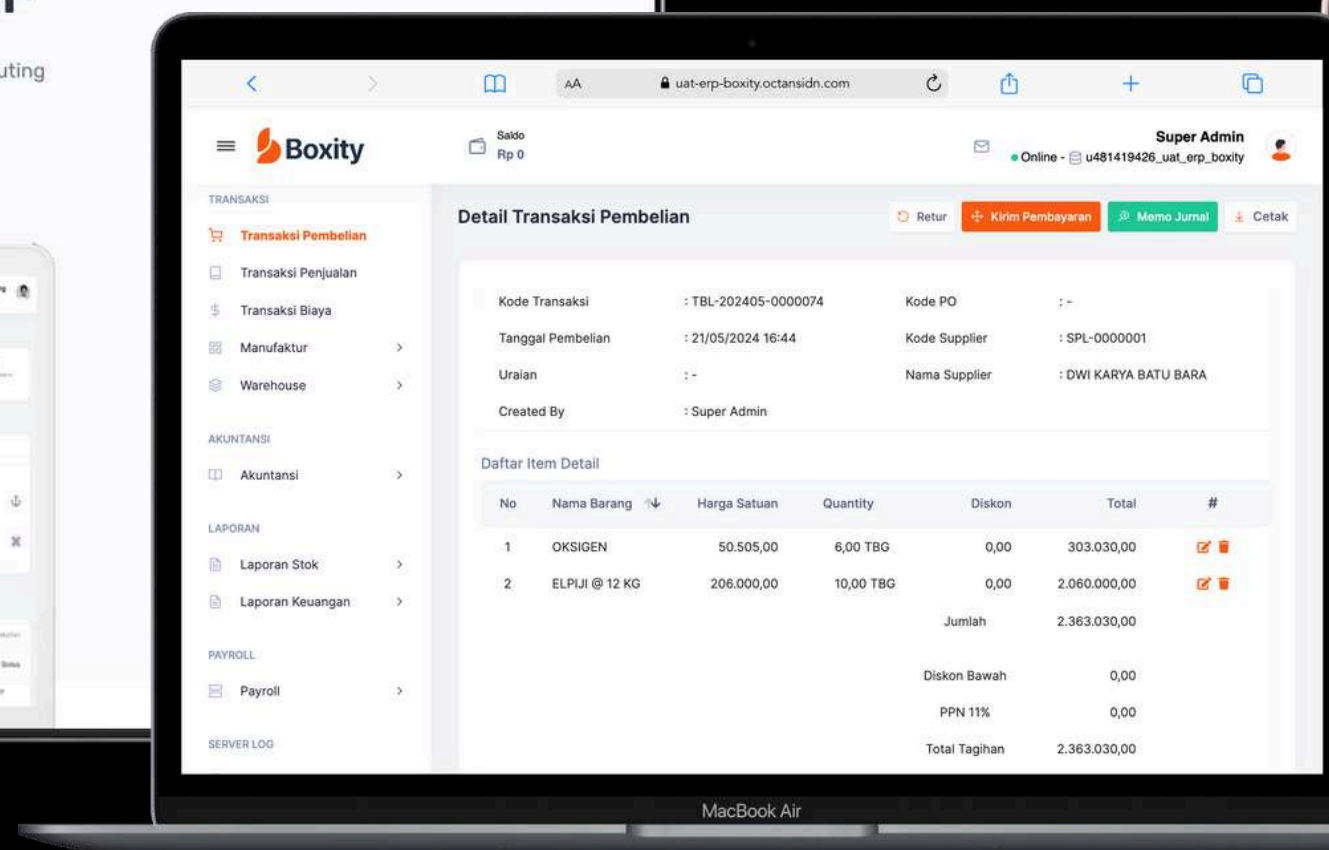 uting
AA
uat-erp-boxity.octansidn.com
Boxity
Saldo
Rp 0
Super Admin
Online - u481419426_uat_erp_boxity
TRANSAKSI
Transaksi Pembelian
Transaksi Penjualan
Transaksi Biaya
Manufaktur
Warehouse
AKUNTANSI
Akuntansi
LAPORAN
Laporan Stok
Laporan Keuangan
PAYROLL
Payroll
SERVER LOG
Detail Transaksi Pembelian
Retur Kirim Pembayaran Memo Jurnal Cetak
Kode Transaksi : TBL-202405-0000074 Kode PO : -
Tanggal Pembelian : 21/05/2024 16:44 Kode Supplier : SPL-0000001
Uraian : - Nama Supplier : DWI KARYA BATU BARA
Created By : Super Admin
Daftar Item Detail
No Nama Barang Harga Satuan Quantity Diskon Total #
1 OKSIGEN 50.505,00 6,00 TBG 0,00 303.030,00
2 ELPIJI @ 12 KG 206.000,00 10,00 TBG 0,00 2.060.000,00
Jumlah 2.363.030,00
Diskon Bawah 0,00
PPN 11% 0,00
Total Tagihan 2.363.030,00
MacBook Air